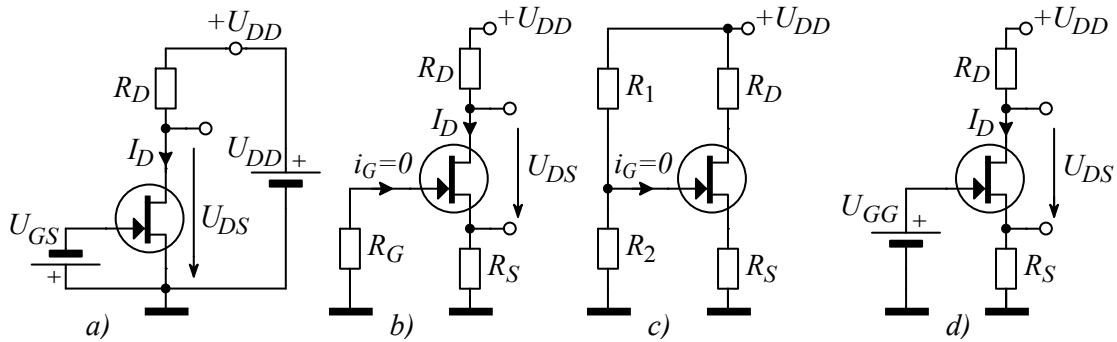 +U_DD
R_D
I_D
U_DD
+
U_GS
U_DS
+
a)
+U_DD
R_D
I_D
i_G=0
U_DS
R_G
R_S
b)
+U_DD
R_1
R_D
i_G=0
R_2
R_S
c)
+U_DD
R_D
I_D
U_DS
U_GG
+
R_S
d)